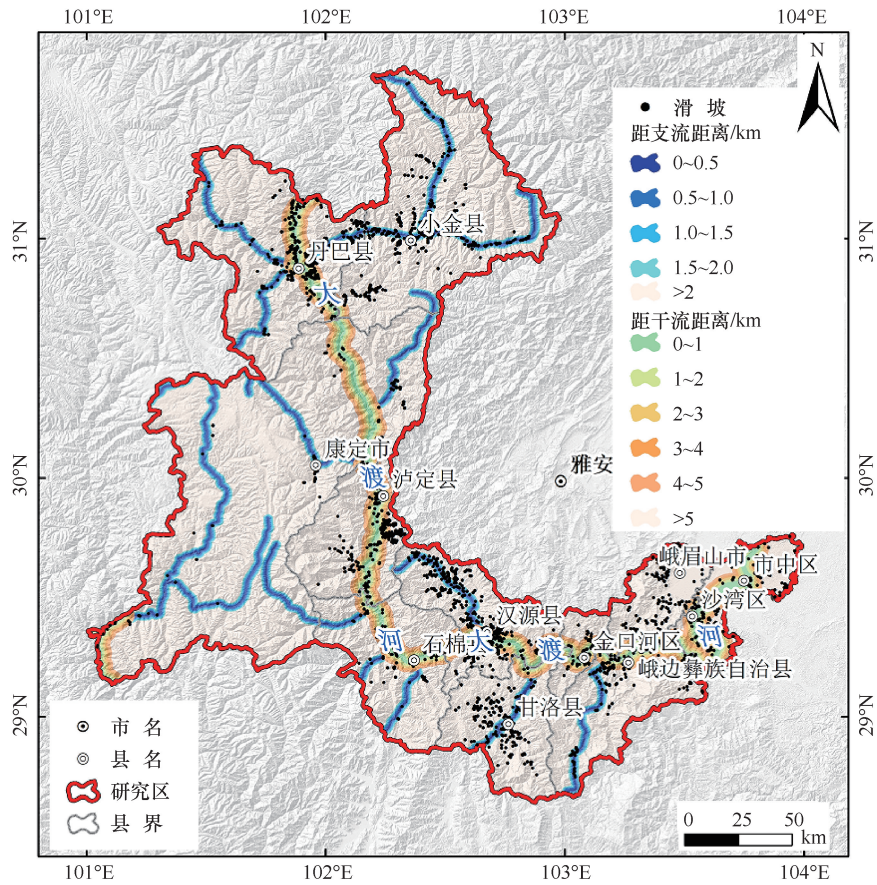 101°E 102°E 103°E 104°E
N
滑 坡
距支流距离/km
0~0.5
0.5~1.0
1.0~1.5
1.5~2.0
>2
距干流距离/km
0~1
1~2
2~3
3~4
4~5
>5
31°N
31°N
小金县
丹巴县
大
30°N
30°N
康定市
雅安
渡
泸定县
峨眉山市
市中区
沙湾区
汉源县
河
石棉
大
渡
金口河区
河
峨边彝族自治县
29°N
29°N
甘洛县
市 名
县 名
研究区
县 界
0 25 50
km
101°E 102°E 103°E 104°E